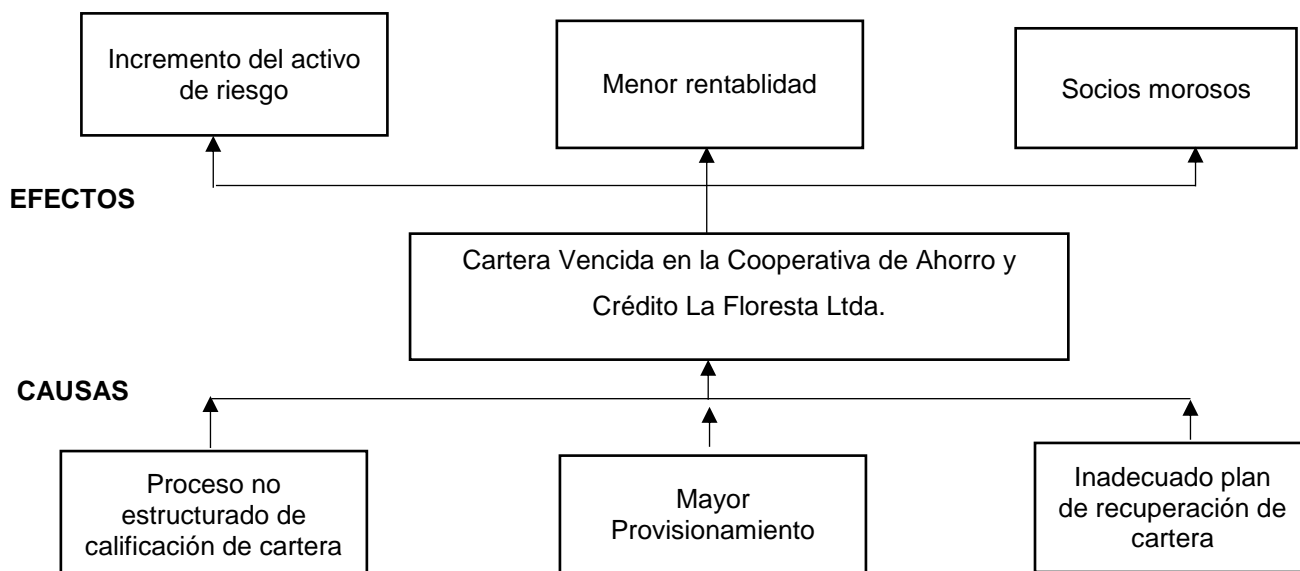 Incremento del activo
de riesgo
Menor rentablidad
Socios morosos
EFECTOS
Cartera Vencida en la Cooperativa de Ahorro y
Crédito La Floresta Ltda.
CAUSAS
Proceso no
estructurado de
calificación de cartera
Mayor
Provisionamiento
Inadecuado plan
de recuperación de
cartera